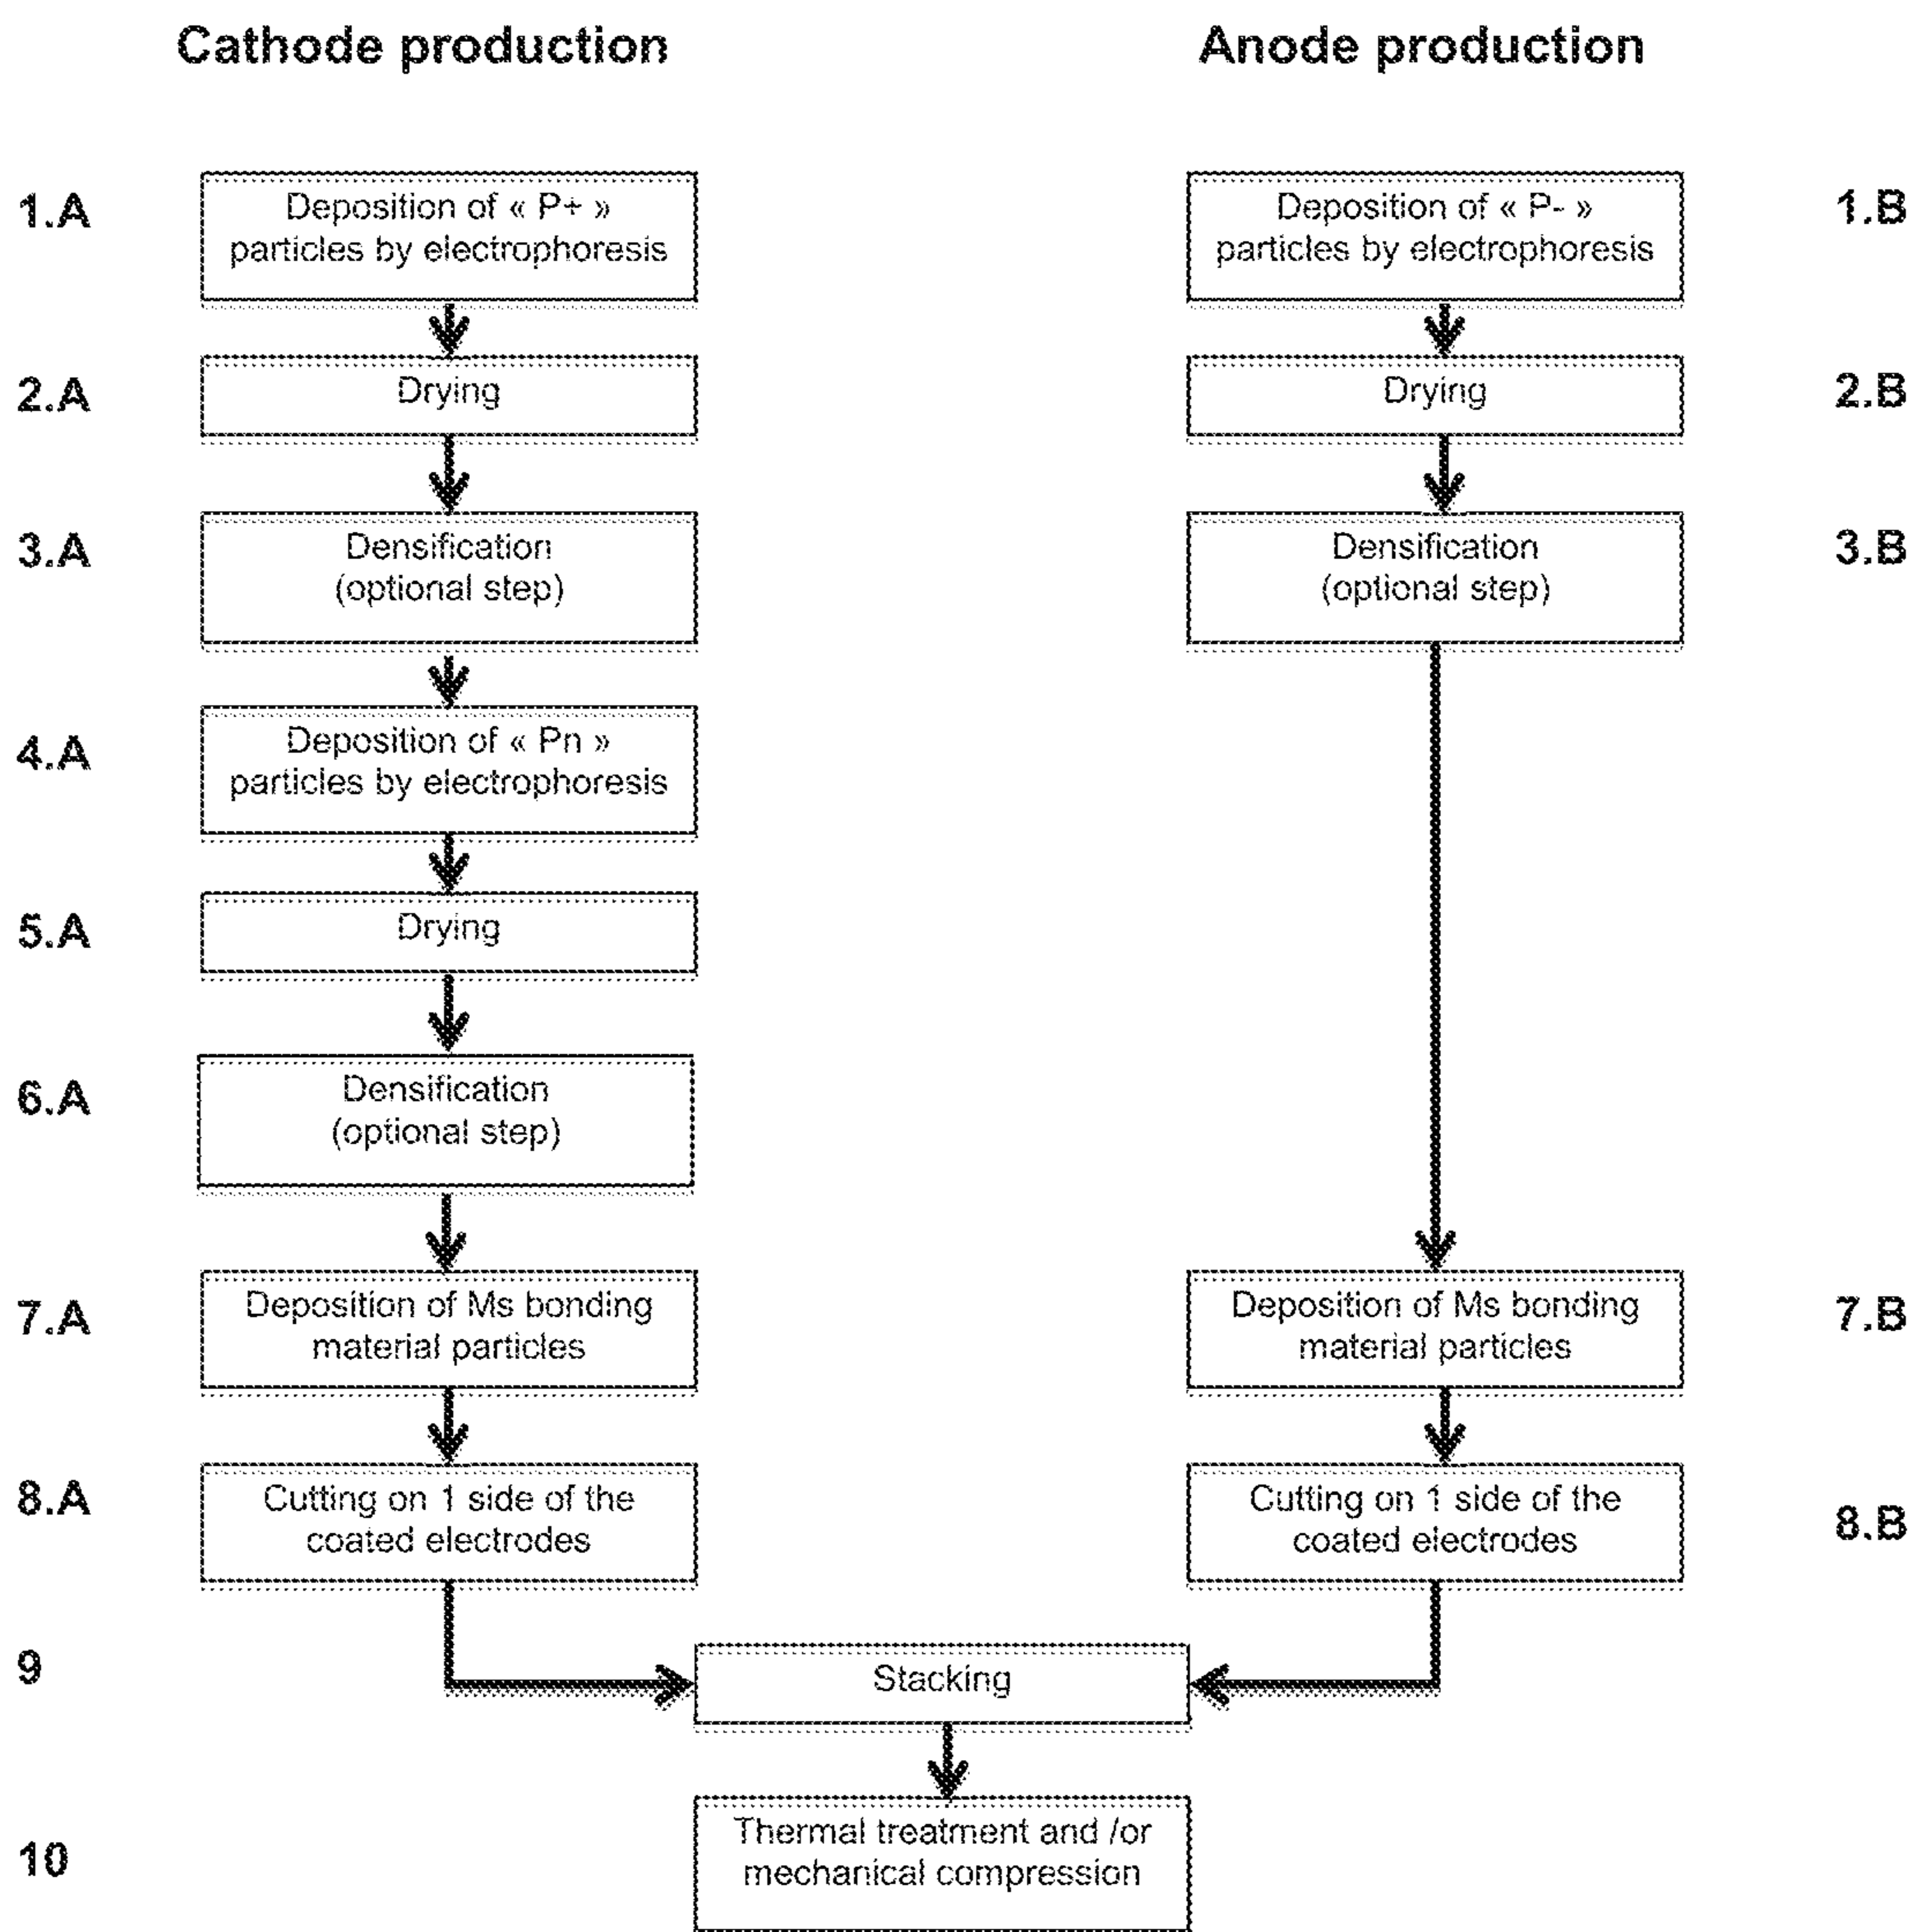 Cathode production
Anode production
1.A
Deposition of « P+ »
particles by electrophoresis
Deposition of « P- »
particles by electrophoresis
1.B
2.A
Drying
Drying
2.B
3.A
Densification
(optional step)
Densification
(optional step)
3.B
4.A
Deposition of « Pn »
particles by electrophoresis
5.A
Drying
6.A
Densification
(optional step)
7.A
Deposition of Ms bonding
material particles
Deposition of Ms bonding
material particles
7.B
8.A
Cutting on 1 side of the
coated electrodes
Cutting on 1 side of the
coated electrodes
8.B
9
Stacking
10
Thermal treatment and /or
mechanical compression